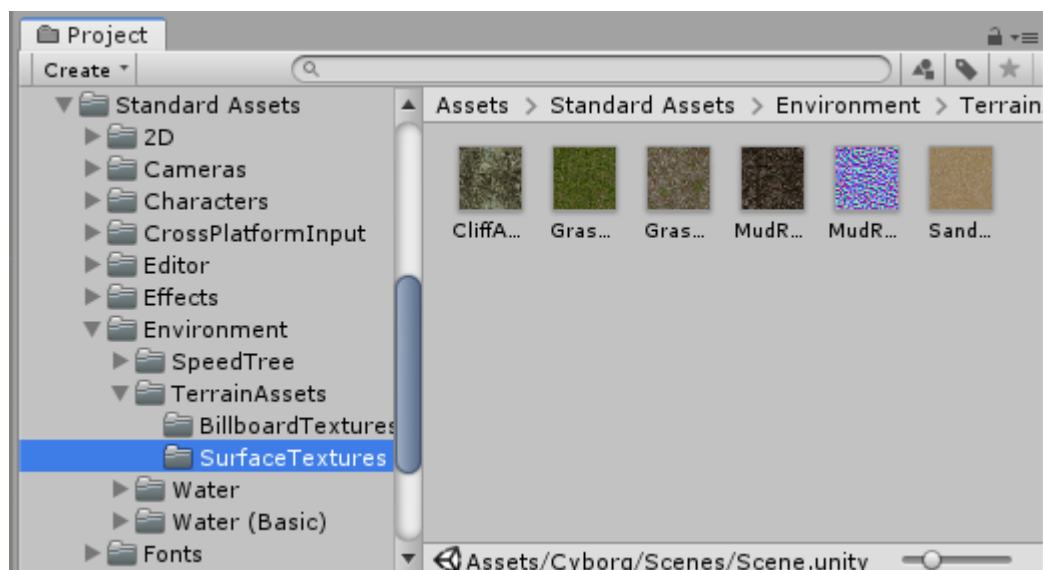 Project
Create
Standard Assets
2D
Cameras
Characters
CrossPlatformInput
Editor
Effects
Environment
SpeedTree
TerrainAssets
BillboardTextures
SurfaceTextures
Water
Water (Basic)
Fonts
Assets > Standard Assets > Environment > Terrain
CliffA... Gras... Gras... MudR... MudR... Sand...
Assets/Cyborg/Scenes/Scene.unity